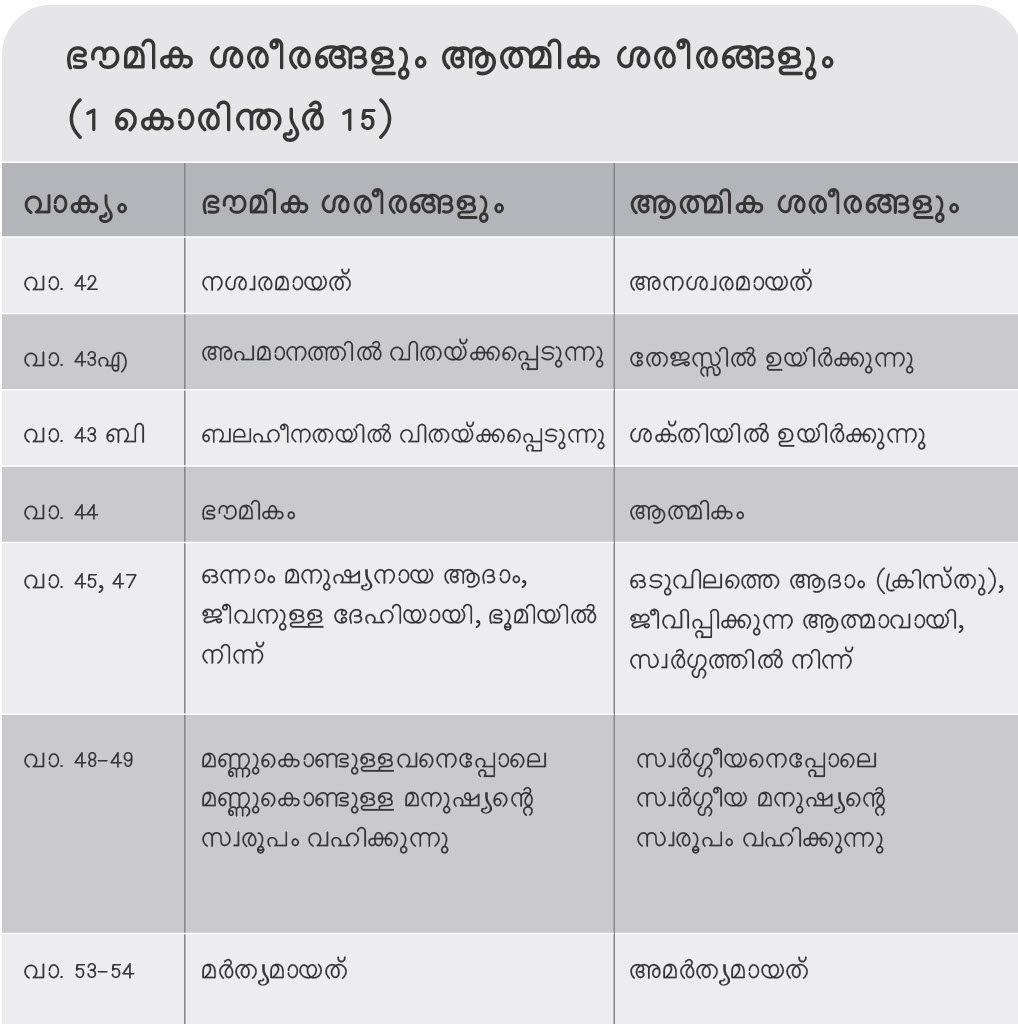 ഭൗമിക ശരീരങ്ങളും ആത്മിക ശരീരങ്ങളും
(1 കൊരിന്ത്യർ 15)
വാക്യം ഭൗമിക ശരീരങ്ങളും ആത്മിക ശരീരങ്ങളും
വാ. 42 നശ്വരമായത് അനശ്വരമായത്
വാ. 43എ അപമാനത്തിൽ വിതയ്ക്കപ്പെടുന്നു തേജസ്സിൽ ഉയിർക്കുന്നു
വാ. 43 ബി ബലഹീനതയിൽ വിതയ്ക്കപ്പെടുന്നു ശക്തിയിൽ ഉയിർക്കുന്നു
വാ. 44 ഭൗമികം ആത്മികം
വാ. 45, 47 ഒന്നാം മനുഷ്യനായ ആദാം,
ജീവനുള്ള ദേഹിയായി, ഭൂമിയിൽ
നിന്ന്
ഒടുവിലത്തെ ആദാം (ക്രിസ്തു),
ജീവിപ്പിക്കുന്ന ആത്മാവായി,
സ്വർഗ്ഗത്തിൽ നിന്ന്
വാ. 48–49 മണ്ണുകൊണ്ടുള്ളവനെപ്പോലെ
മണ്ണുകൊണ്ടുള്ള മനുഷ്യന്റെ
സ്വരൂപം വഹിക്കുന്നു
സ്വർഗ്ഗീയനെപ്പോലെ
സ്വർഗ്ഗീയ മനുഷ്യന്റെ
സ്വരൂപം വഹിക്കുന്നു
വാ. 53–54 മർത്യമായത് അമർത്യമായത്